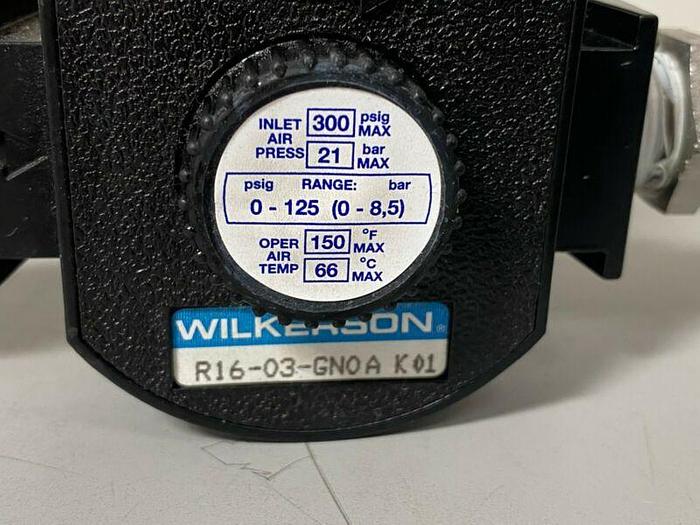 INLET AIR PRESS 300 psig MAX
21 bar MAX
psig RANGE: bar
0 - 125 (0 - 8,5)
OPER AIR TEMP 150 °F MAX
66 °C MAX
WILKERSON®
R16-03-GN0A K01